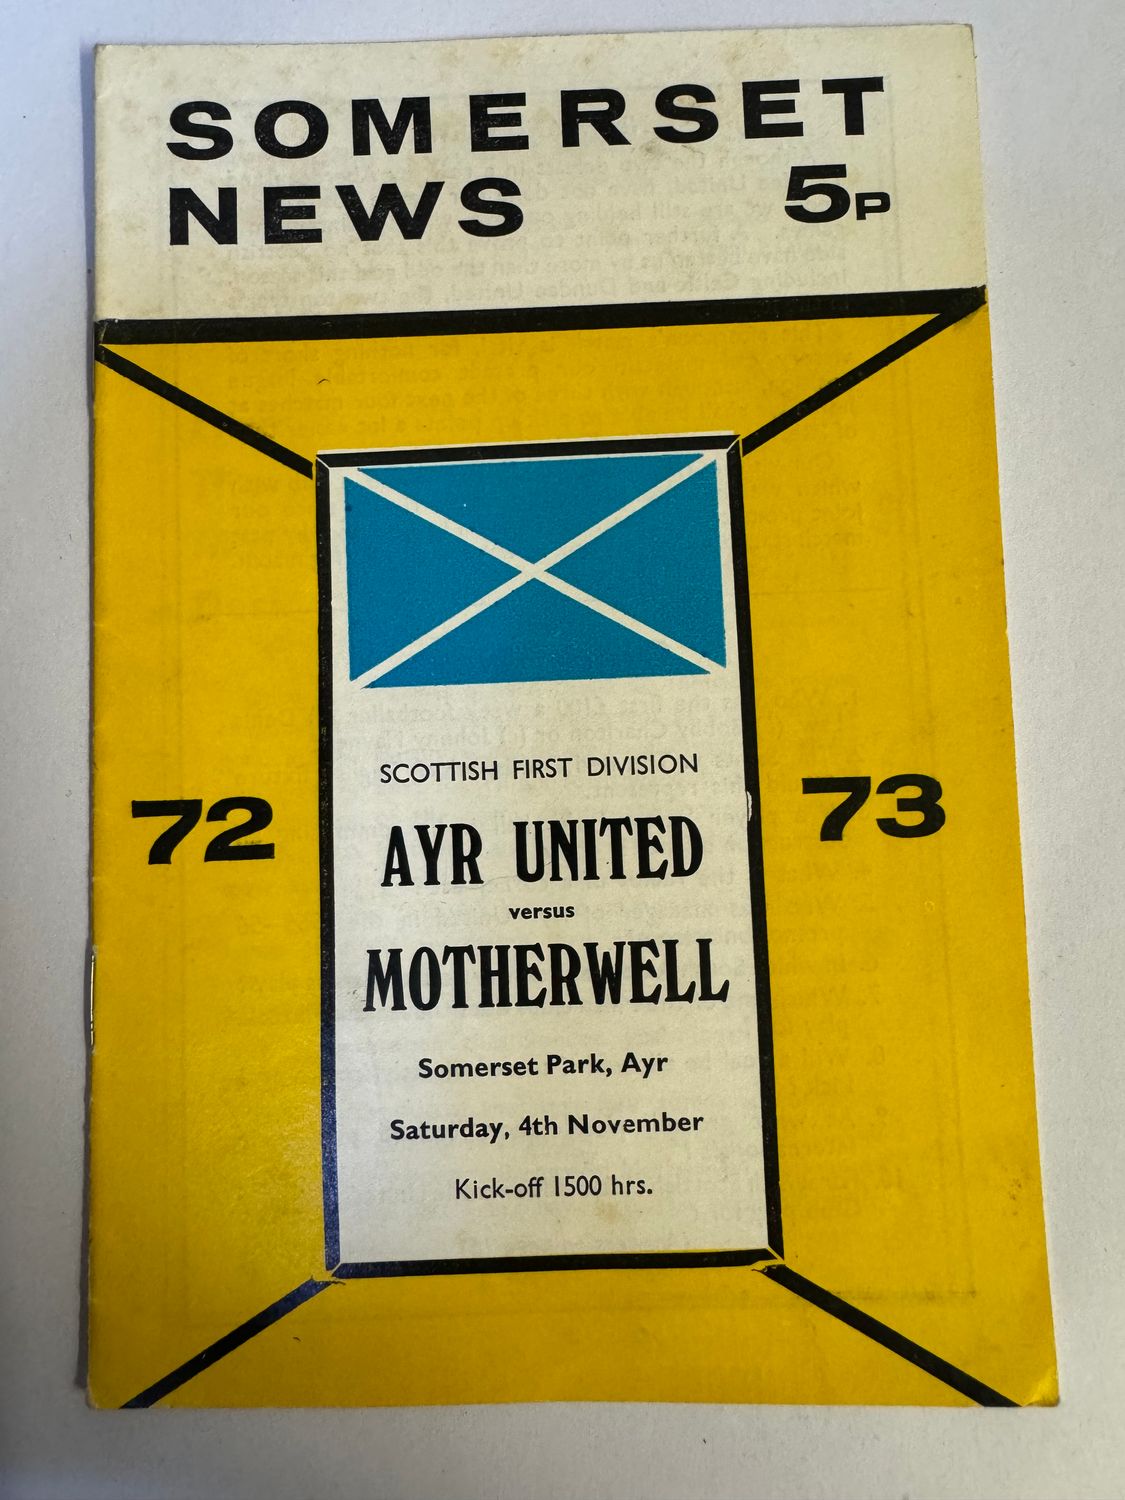 SOMERSET
NEWS 5P
72
73
SCOTTISH FIRST DIVISION
AYR UNITED
versus
MOTHERWELL
Somerset Park, Ayr
Saturday, 4th November
Kick-off 1500 hrs.